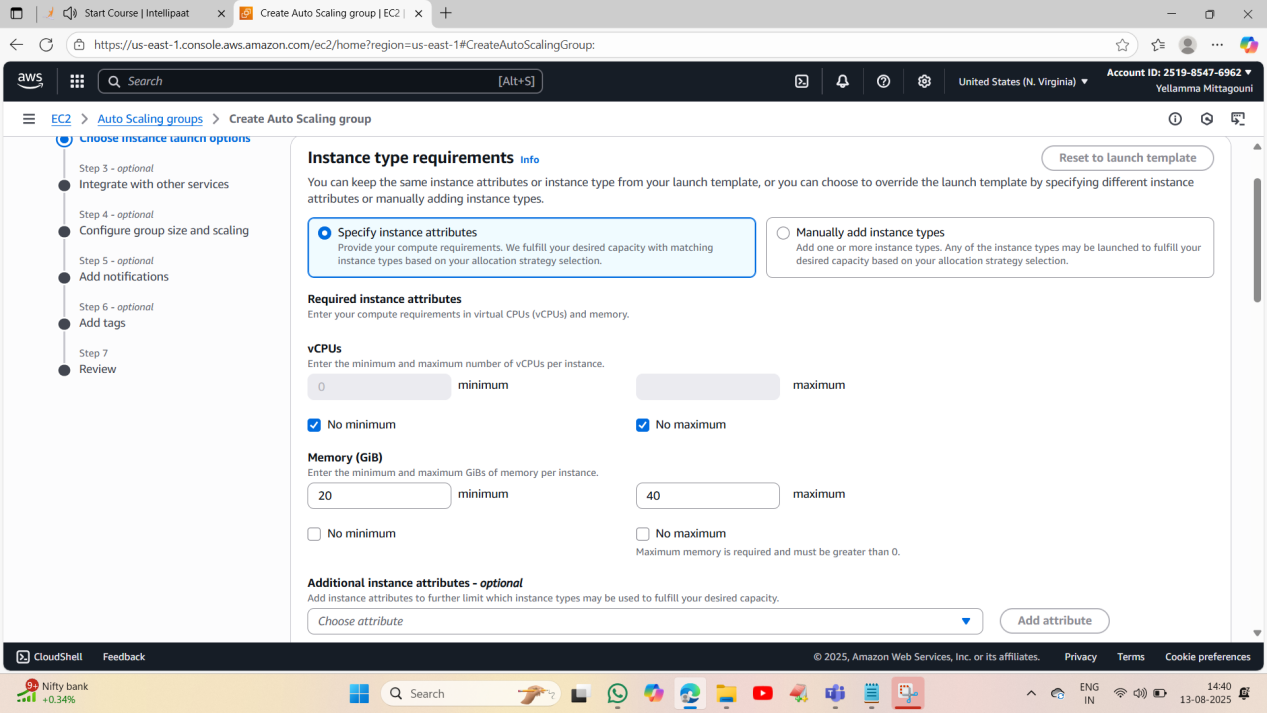 Start Course | Intellipaat
Create Auto Scaling group | EC2 |
https://us-east-1.console.aws.amazon.com/ec2/home?region=us-east-1#CreateAutoScalingGroup:
aws
Search
[Alt+S]
United States (N. Virginia)
Account ID: 2519-8547-6962
Yellamma Mittagouni
EC2
Auto Scaling groups
Create Auto Scaling group
Choose instance launch options
Step 3 - optional
Integrate with other services
Step 4 - optional
Configure group size and scaling
Step 5 - optional
Add notifications
Step 6 - optional
Add tags
Step 7
Review
Instance type requirements Info
Reset to launch template
You can keep the same instance attributes or instance type from your launch template, or you can choose to override the launch template by specifying different instance
attributes or manually adding instance types.
Specify instance attributes
Provide your compute requirements. We fulfill your desired capacity with matching
instance types based on your allocation strategy selection.
Manually add instance types
Add one or more instance types. Any of the instance types may be launched to fulfill your
desired capacity based on your allocation strategy selection.
Required instance attributes
Enter your compute requirements in virtual CPUs (vCPUs) and memory.
vCPUs
Enter the minimum and maximum number of vCPUs per instance.
0
minimum
maximum
No minimum
No maximum
Memory (GiB)
Enter the minimum and maximum GiBs of memory per instance.
20
minimum
40
maximum
No minimum
No maximum
Maximum memory is required and must be greater than 0.
Additional instance attributes - optional
Add instance attributes to further limit which instance types may be used to fulfill your desired capacity.
Choose attribute
Add attribute
CloudShell
Feedback
© 2025, Amazon Web Services, Inc. or its affiliates.
Privacy
Terms
Cookie preferences
9+
Nifty bank
+0.34%
Search
ENG
IN
14:40
13-08-2025